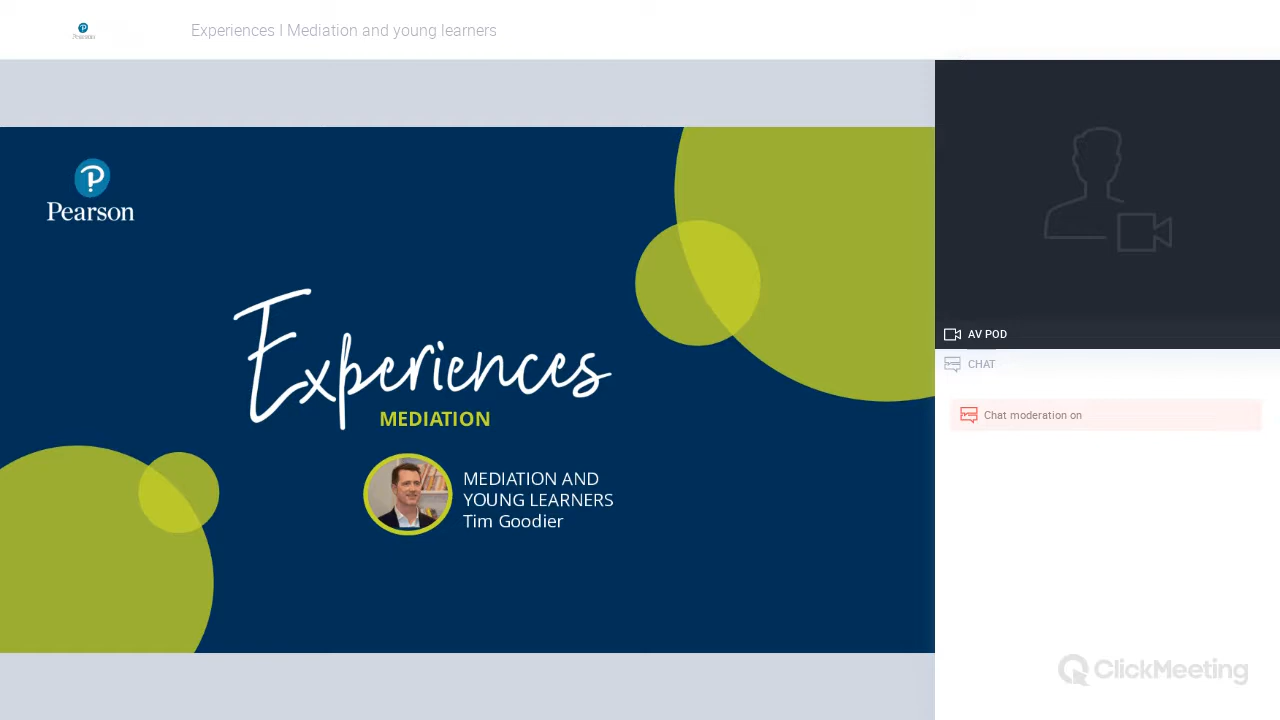 Pearson
Experiences I Mediation and young learners
Pearson
Experiences
MEDIATION
MEDIATION AND
YOUNG LEARNERS
Tim Goodier
AV POD
CHAT
Chat moderation on
ClickMeeting